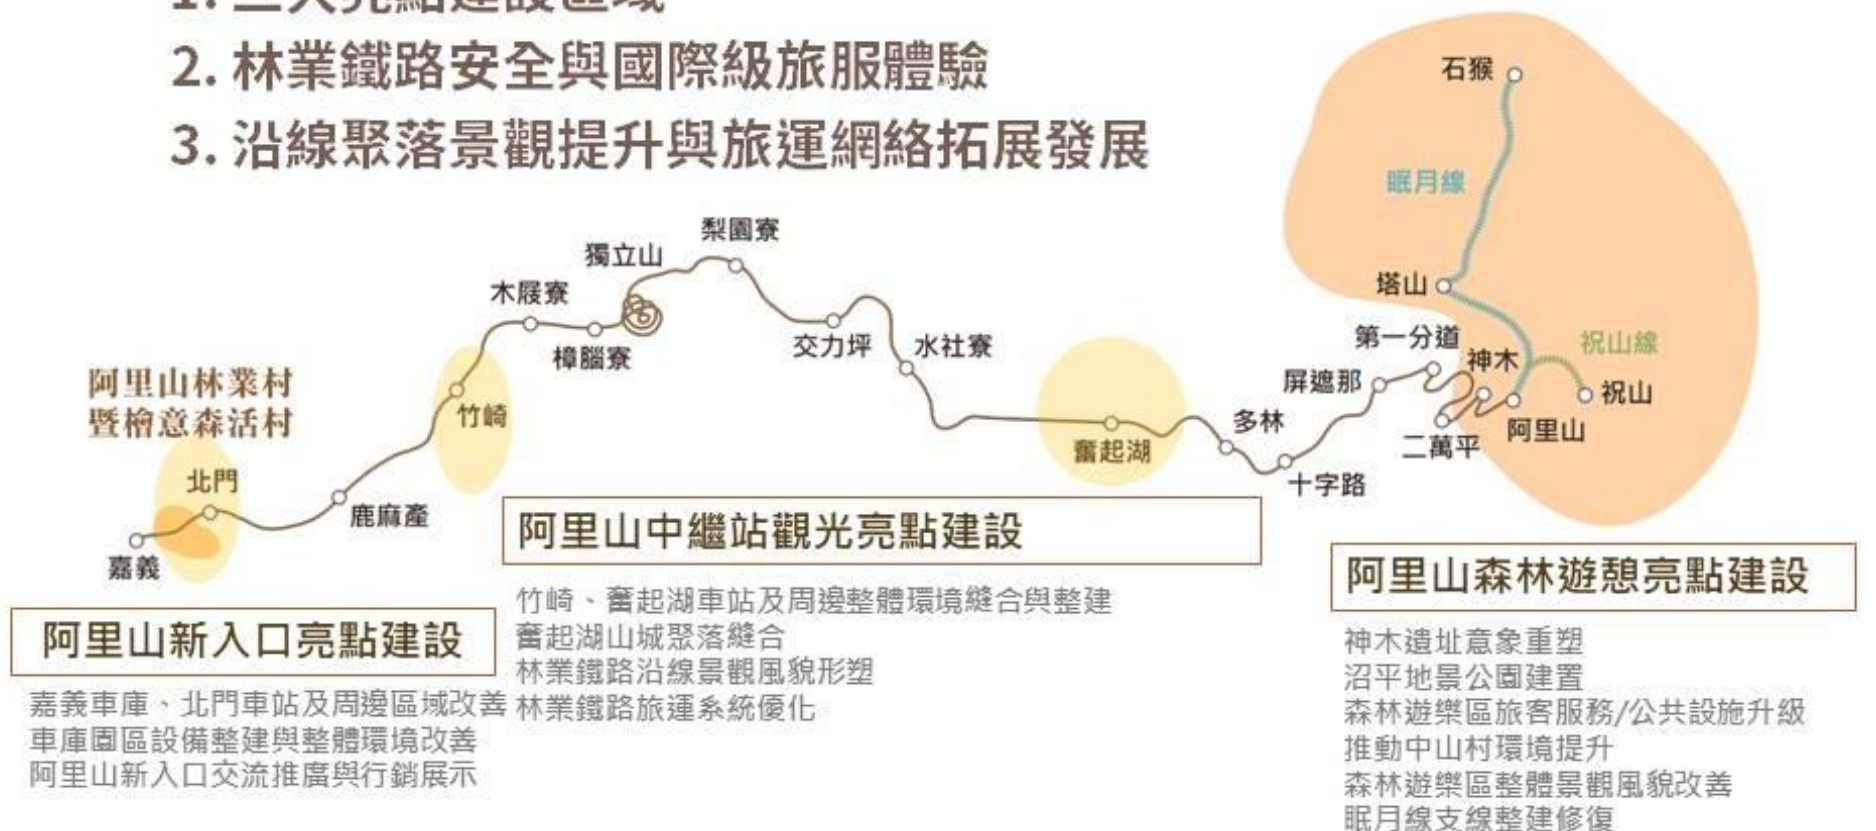 1. 三大亮點建設區域
2. 林業鐵路安全與國際級旅服體驗
3. 沿線聚落景觀提升與旅運網絡拓展發展
石猴
眠月線
塔山
第一分道
神木
祝山線
祝山
阿里山
二萬平
屏遮那
十字路
多林
奮起湖
水社寮
交力坪
梨園寮
獨立山
樟腦寮
木屐寮
竹崎
鹿麻產
阿里山林業村
暨檜意森活村
北門
嘉義
阿里山新入口亮點建設
嘉義車庫、北門車站及周邊區域改善
車庫園區設備整建與整體環境改善
阿里山新入口交流推廣與行銷展示
阿里山中繼站觀光亮點建設
竹崎、奮起湖車站及周邊整體環境縫合與整建
奮起湖山城聚落縫合
林業鐵路沿線景觀風貌形塑
林業鐵路旅運系統優化
阿里山森林遊憩亮點建設
神木遺址意象重塑
沼平地景公園建置
森林遊樂區旅客服務/公共設施升級
推動中山村環境提升
森林遊樂區整體景觀風貌改善
眠月線支線整建修復